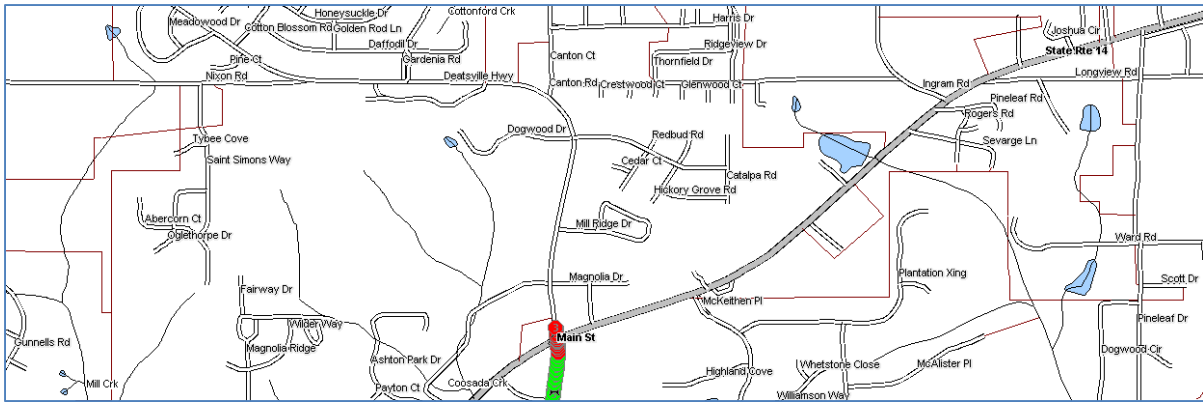 Honeysuckle Dr
Cottonford Crk
Meadowood Dr
Cotton Blossom Rd
Golden Rod Ln
Harris Dr
Joshua Cir
Daffodil Dr
Ridgeview Dr
State Rte 14
Pine Ct
Gardenia Rd
Canton Ct
Thornfield Dr
Nixon Rd
Deatsville Hwy
Canton Rd
Crestwood Ct
Glenwood Ct
Ingram Rd
Longview Rd
Pineleaf Rd
Rogers Rd
Dogwood Dr
Redbud Rd
Tybee Cove
Sevarge Ln
Saint Simons Way
Cedar Ct
Catalpa Rd
Hickory Grove Rd
Abercorn Ct
Mill Ridge Dr
Oglethorpe Dr
Ward Rd
Magnolia Dr
Plantation Xing
Scott Dr
Fairway Dr
McKeithen Pl
Wilder Way
Pineleaf Dr
Gunnells Rd
Main St
Magnolia Ridge
Dogwood Cir
Ashton Park Dr
Whetstone Close
McAlister Pl
Highland Cove
Mill Crk
Payton Ct
Coosada Crk
Williamson Way